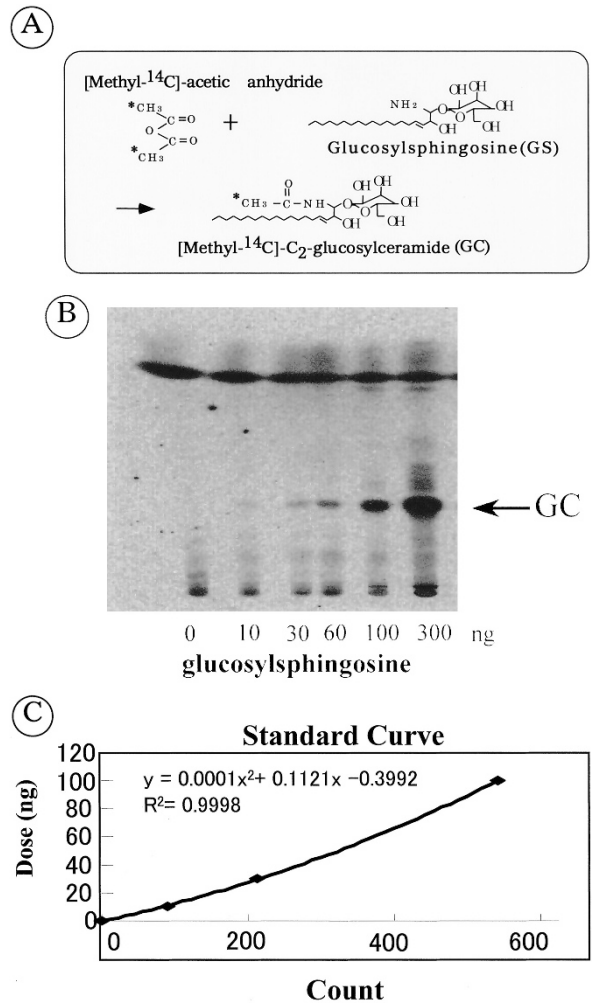 A
[Methyl-14C]-acetic anhydride
*CH3
C=O
O
C=O
*CH3
+
NH2
OH
OH
O
O
OH
OH
OH
Glucosylsphingosine(GS)
O
*CH3-C-NH
OH
OH
O
O
OH
OH
OH
[Methyl-14C]-C2-glucosylceramide (GC)
B
GC
0 10 30 60 100 300 ng
glucosylsphingosine
C
Standard Curve
y = 0.0001x2+ 0.1121x −0.3992
R2= 0.9998
Dose (ng)
120
100
80
60
40
20
0
0 200 400 600
Count